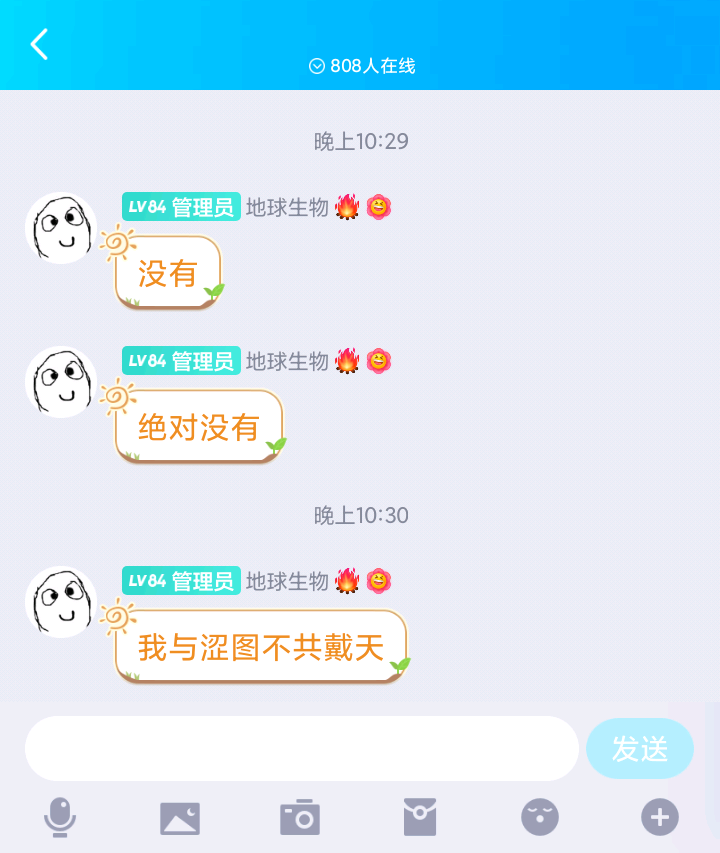 808人在线
晚上10:29
LV84 管理员 地球生物
没有
LV84 管理员 地球生物
绝对没有
晚上10:30
LV84 管理员 地球生物
我与涩图不共戴天
发送